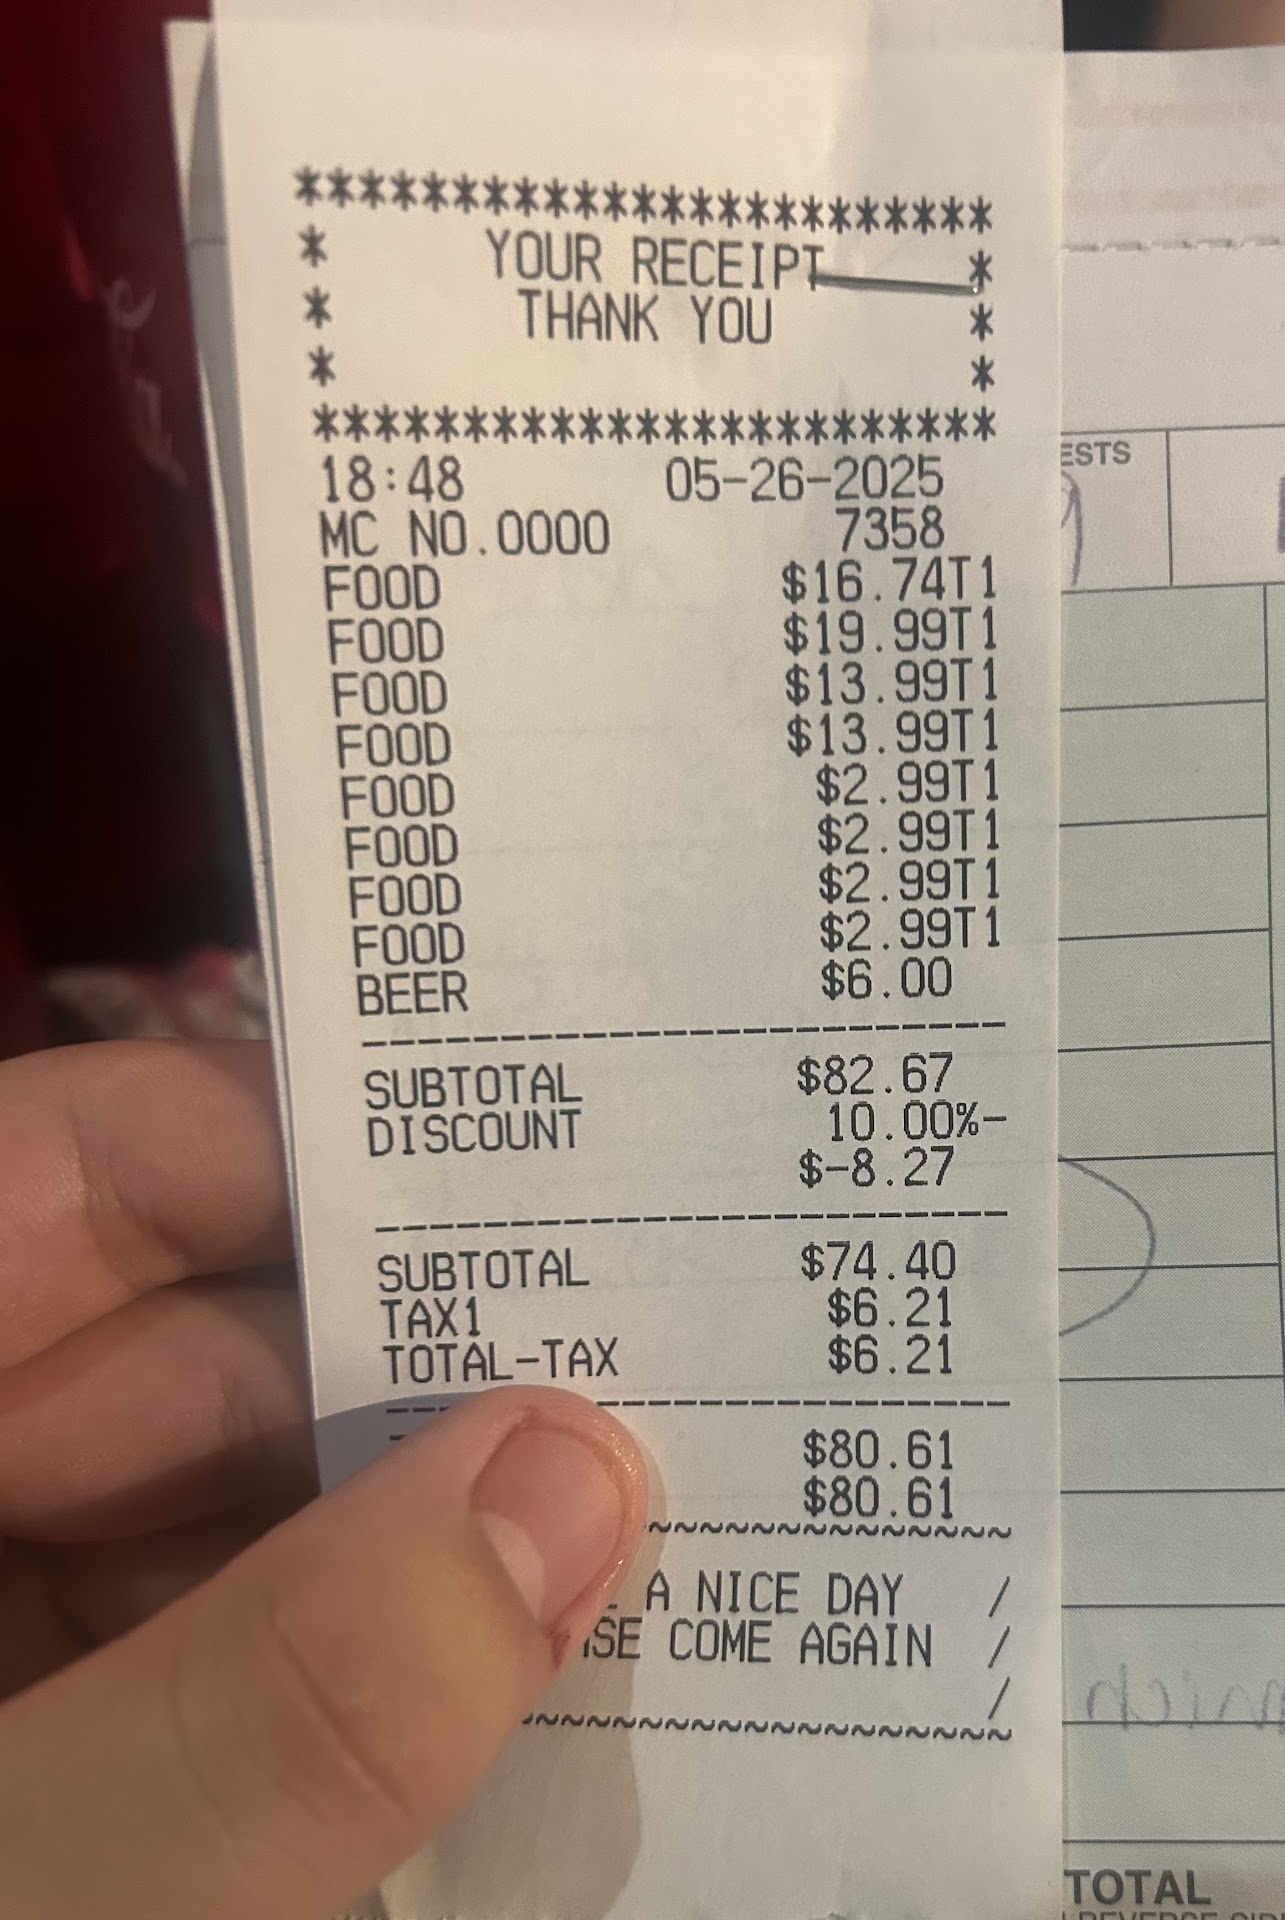 ************************
* YOUR RECEIPT *
* THANK YOU *
* *
************************
18:48 05-26-2025
MC NO.0000 7358
FOOD $16.74T1
FOOD $19.99T1
FOOD $13.99T1
FOOD $13.99T1
FOOD $2.99T1
FOOD $2.99T1
FOOD $2.99T1
FOOD $2.99T1
BEER $6.00
SUBTOTAL $82.67
DISCOUNT 10.00%-
$-8.27
SUBTOTAL $74.40
TAX1 $6.21
TOTAL-TAX $6.21
$80.61
$80.61
A NICE DAY /
COME AGAIN /
/
TOTAL